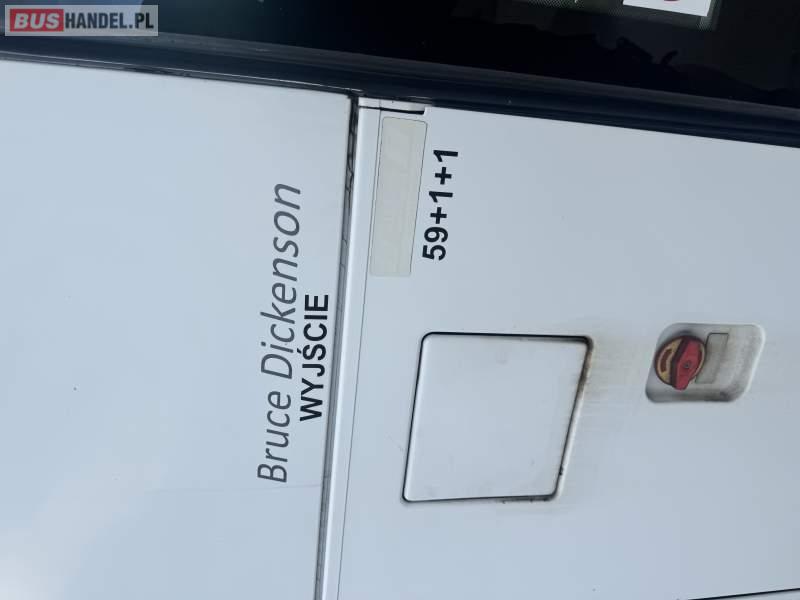 BUSHANDEL.PL
Bruce Dickenson
WYJŚCIE
59+1+1